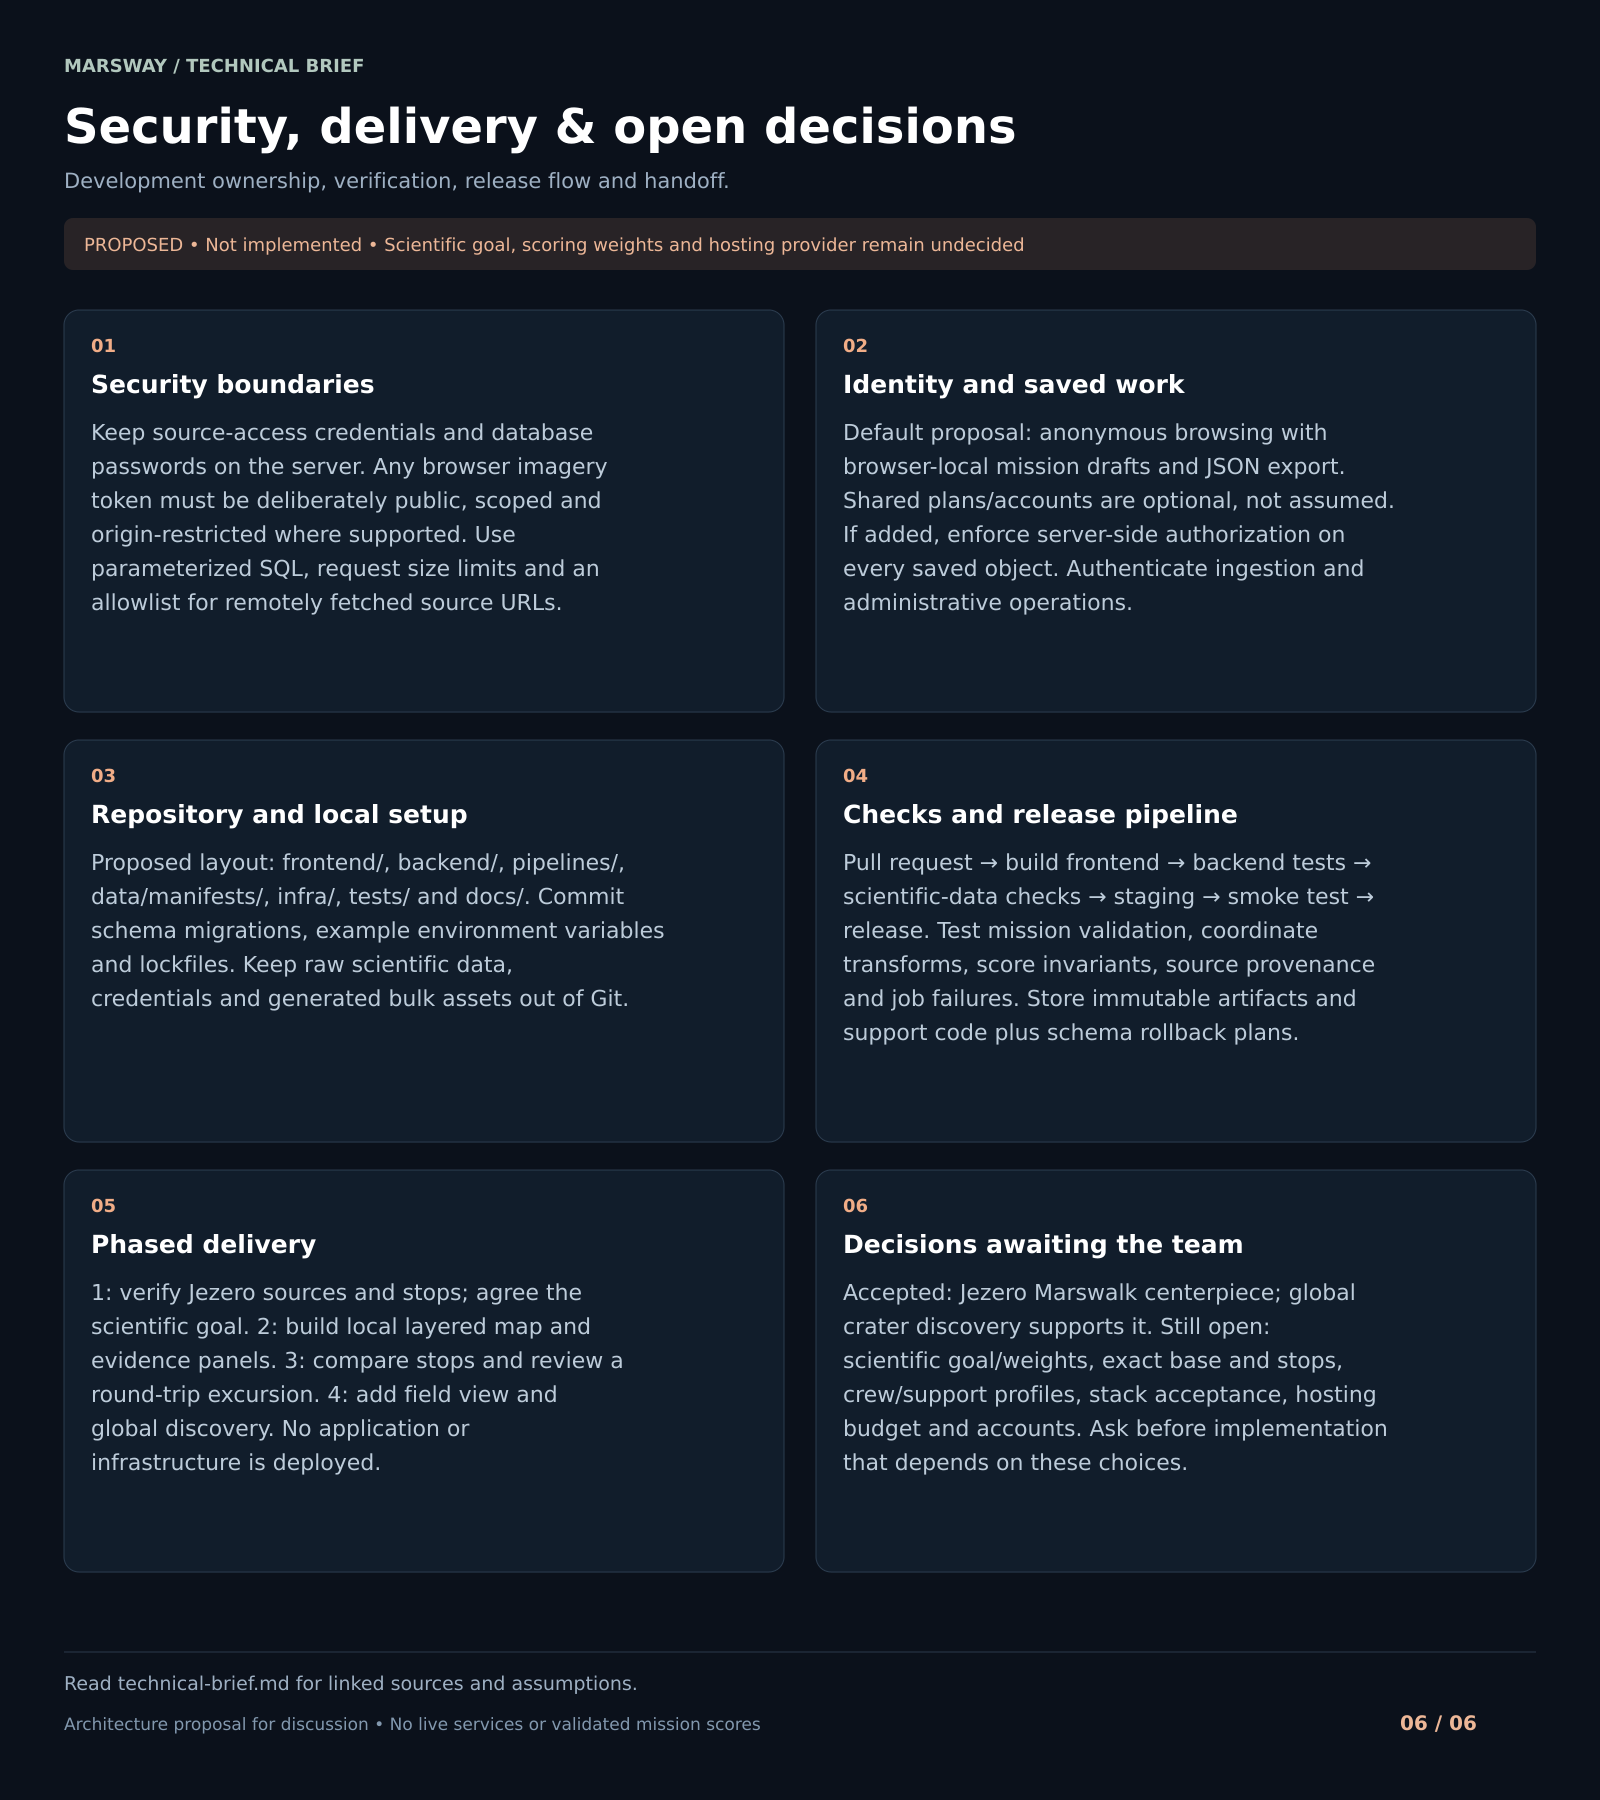 MARSWAY / TECHNICAL BRIEF
Security, delivery & open decisions
Development ownership, verification, release flow and handoff.
PROPOSED • Not implemented • Scientific goal, scoring weights and hosting provider remain undecided
01
Security boundaries
Keep source-access credentials and database
passwords on the server. Any browser imagery
token must be deliberately public, scoped and
origin-restricted where supported. Use
parameterized SQL, request size limits and an
allowlist for remotely fetched source URLs.
02
Identity and saved work
Default proposal: anonymous browsing with
browser-local mission drafts and JSON export.
Shared plans/accounts are optional, not assumed.
If added, enforce server-side authorization on
every saved object. Authenticate ingestion and
administrative operations.
03
Repository and local setup
Proposed layout: frontend/, backend/, pipelines/,
data/manifests/, infra/, tests/ and docs/. Commit
schema migrations, example environment variables
and lockfiles. Keep raw scientific data,
credentials and generated bulk assets out of Git.
04
Checks and release pipeline
Pull request → build frontend → backend tests →
scientific-data checks → staging → smoke test →
release. Test mission validation, coordinate
transforms, score invariants, source provenance
and job failures. Store immutable artifacts and
support code plus schema rollback plans.
05
Phased delivery
1: verify Jezero sources and stops; agree the
scientific goal. 2: build local layered map and
evidence panels. 3: compare stops and review a
round-trip excursion. 4: add field view and
global discovery. No application or
infrastructure is deployed.
06
Decisions awaiting the team
Accepted: Jezero Marswalk centerpiece; global
crater discovery supports it. Still open:
scientific goal/weights, exact base and stops,
crew/support profiles, stack acceptance, hosting
budget and accounts. Ask before implementation
that depends on these choices.
Read technical-brief.md for linked sources and assumptions.
Architecture proposal for discussion • No live services or validated mission scores
06 / 06